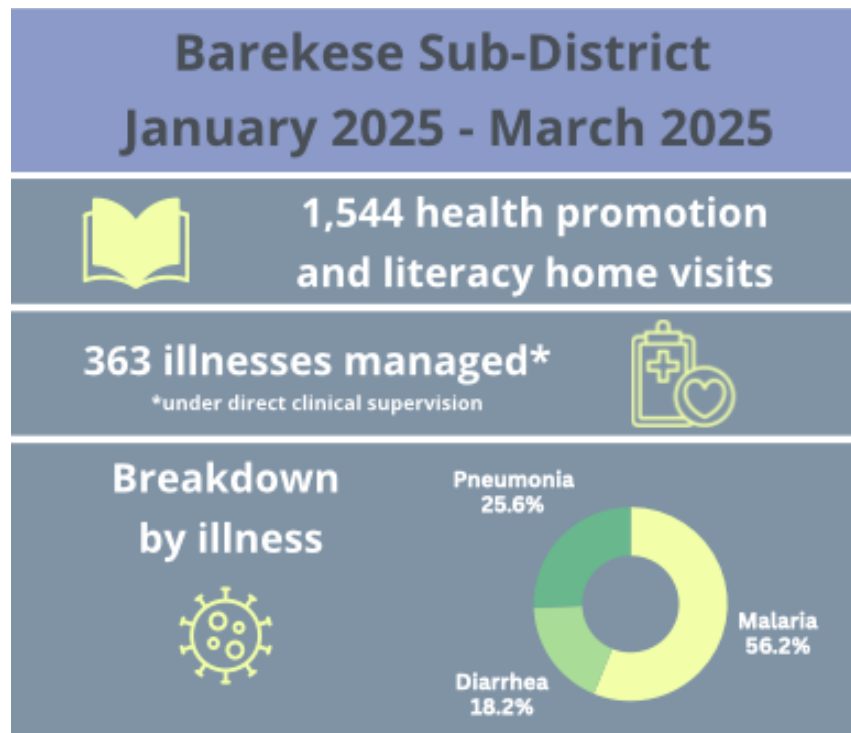 Barekese Sub-District
January 2025 - March 2025
1,544 health promotion
and literacy home visits
363 illnesses managed*
*under direct clinical supervision
Breakdown
by illness
Pneumonia
25.6%
Malaria
56.2%
Diarrhea
18.2%